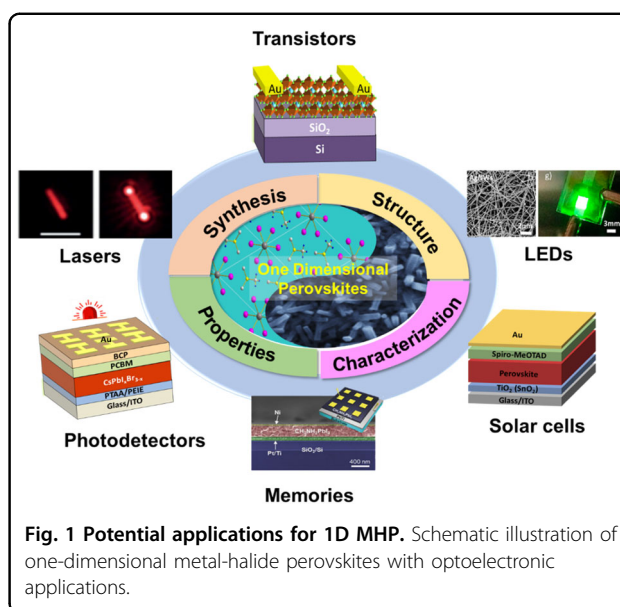 Transistors
Au
Au
SiO₂
Si
Synthesis
Structure
One Dimensional
Perovskites
Properties
Characterization
Lasers
g)
2µm
3mm
LEDs
Au
BCP
PCBM
CsPbIₓBr₃₋ₓ
PTAA/PEIE
Glass/ITO
Photodetectors
Ni
CH₃NH₃PbI₃
Pt/Ti
SiO₂/Si
400 nm
Memories
Au
Spiro-MeOTAD
Perovskite
TiO₂ (SnO₂)
Glass/ITO
Solar cells
Fig. 1 Potential applications for 1D MHP. Schematic illustration of
one-dimensional metal-halide perovskites with optoelectronic
applications.